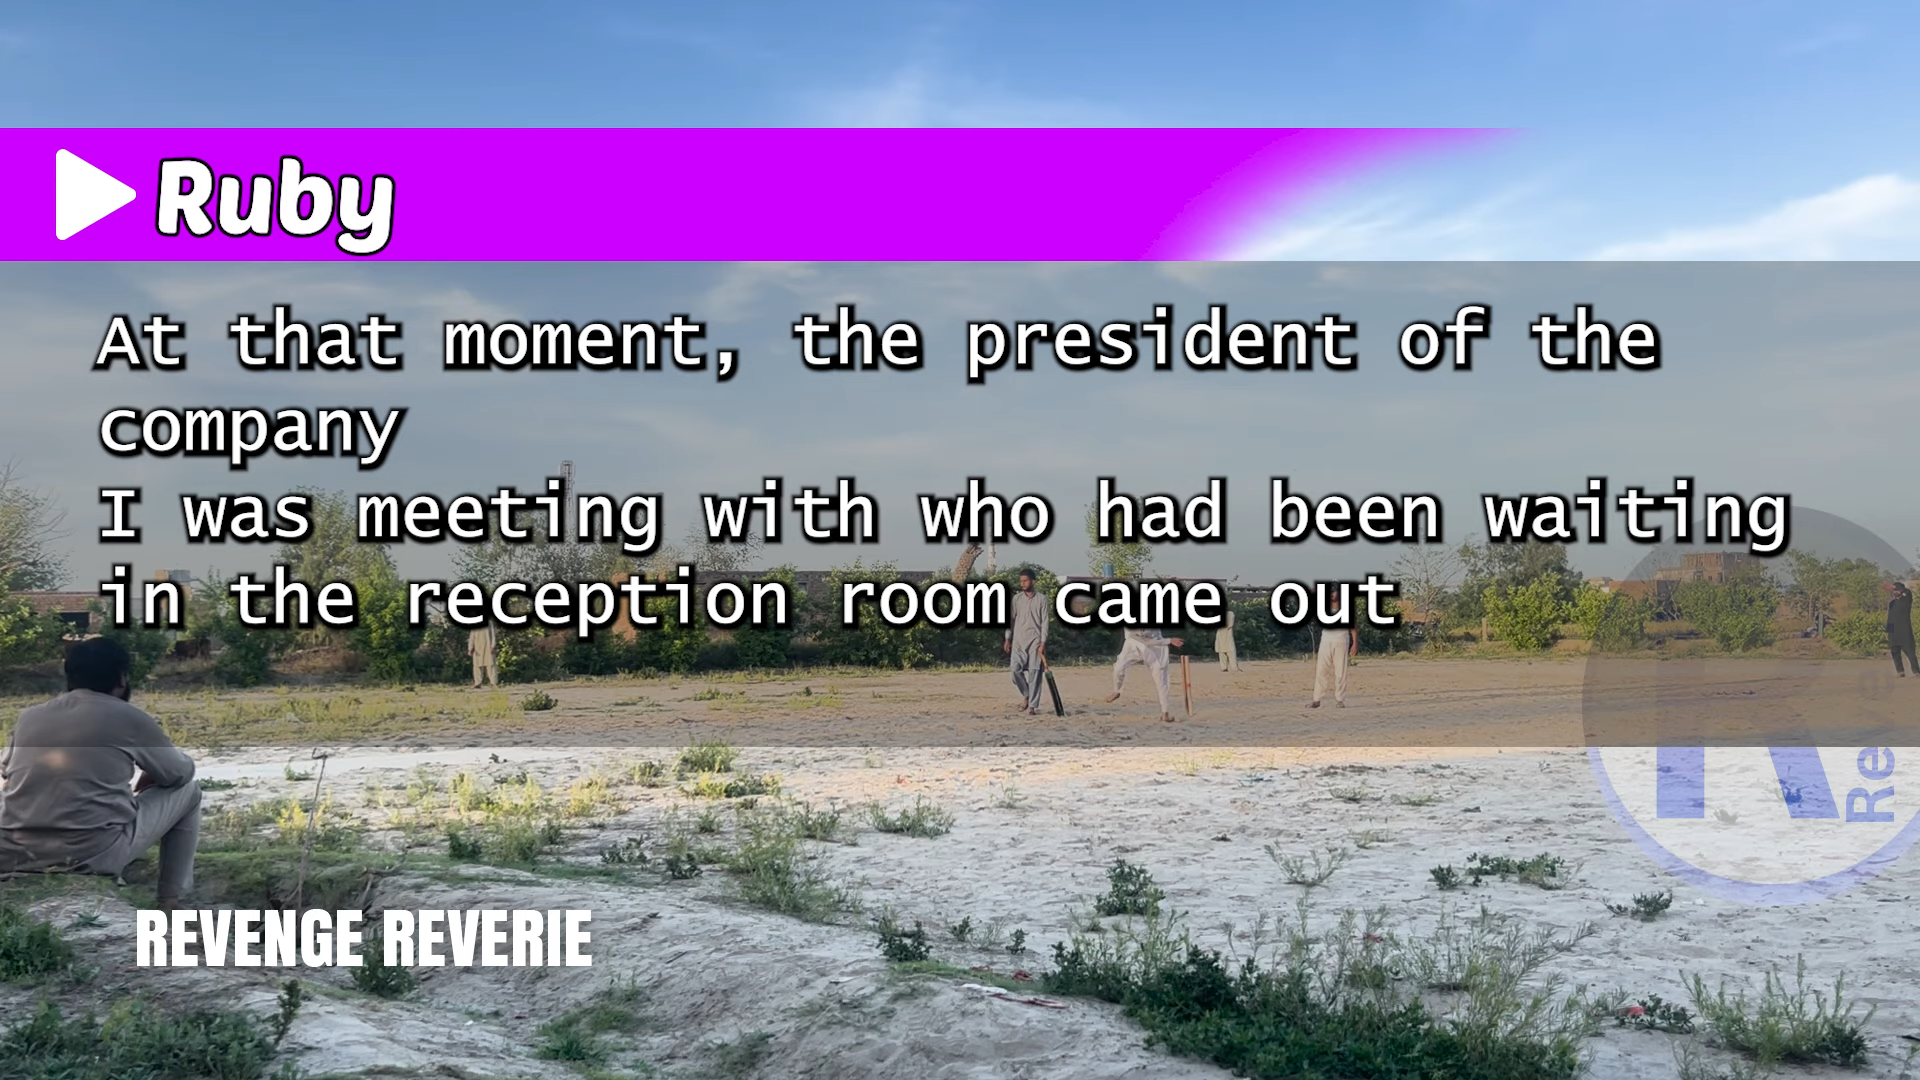 Ruby
At that moment, the president of the
company
I was meeting with who had been waiting
in the reception room came out
REVENGE REVERIE
R
Re